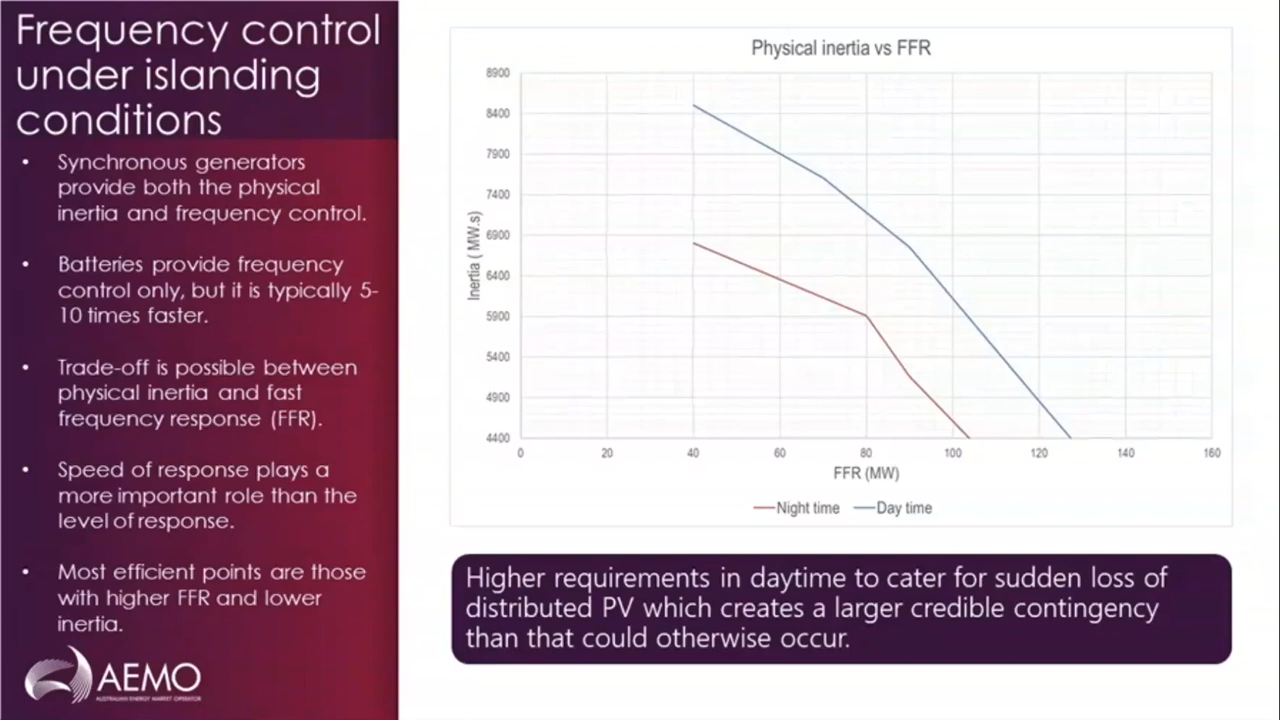 Frequency control
under islanding
conditions
• Synchronous generators
provide both the physical
inertia and frequency control.
• Batteries provide frequency
control only, but it is typically 5-
10 times faster.
• Trade-off is possible between
physical inertia and fast
frequency response (FFR).
• Speed of response plays a
more important role than the
level of response.
• Most efficient points are those
with higher FFR and lower
inertia.
AEMO
AUSTRALIAN ENERGY MARKET OPERATOR
Physical inertia vs FFR
Inertia ( MW.s)
8900
8400
7900
7400
6900
6400
5900
5400
4900
4400
0 20 40 60 80 100 120 140 160
FFR (MW)
Night time Day time
Higher requirements in daytime to cater for sudden loss of
distributed PV which creates a larger credible contingency
than that could otherwise occur.